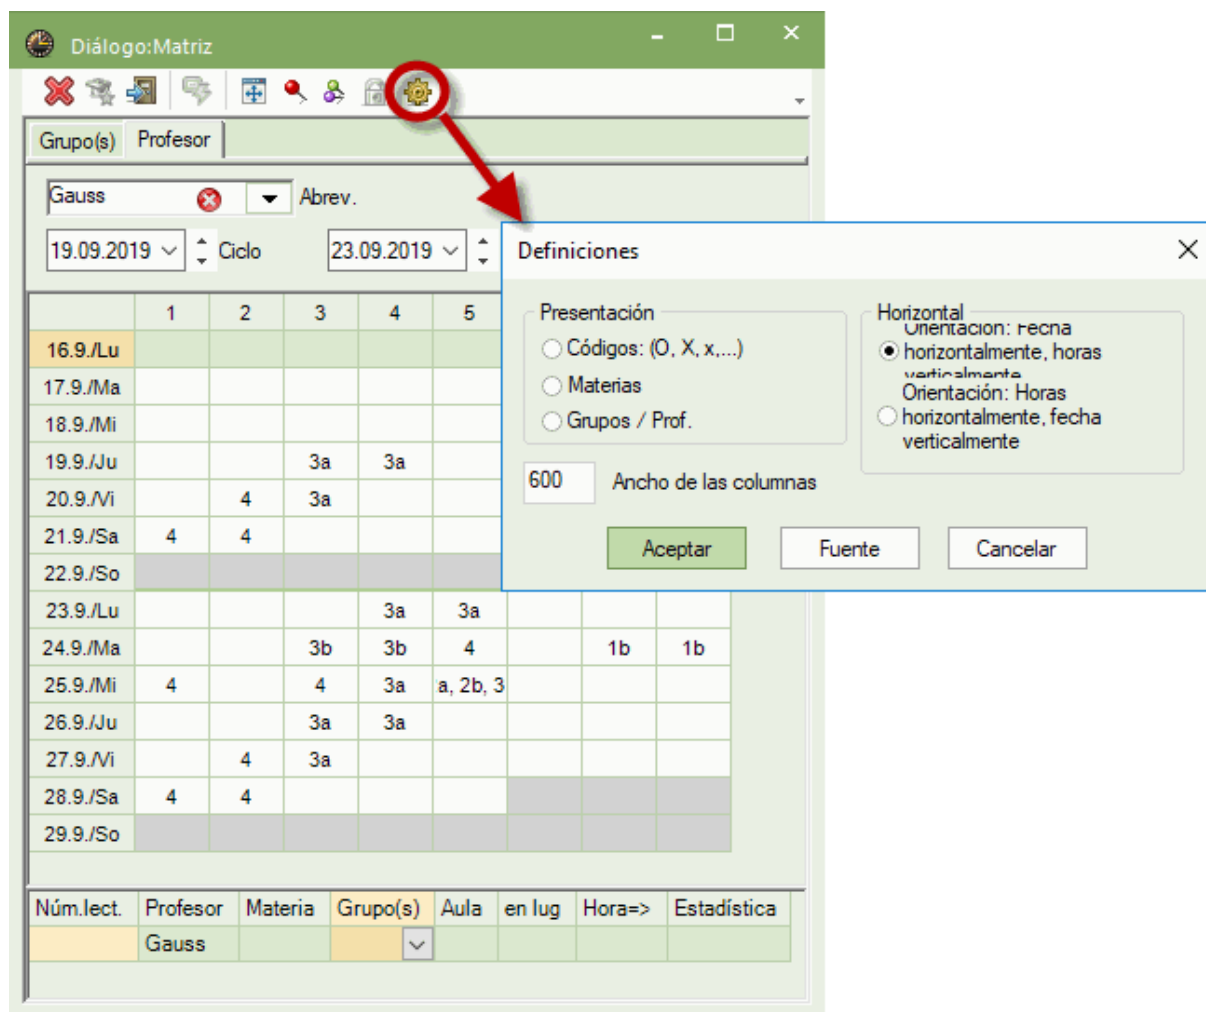 Diálogo:Matriz
Grupo(s) Profesor
Gauss Abrev.
19.09.2019 Ciclo 23.09.2019
1 2 3 4 5
16.9./Lu
17.9./Ma
18.9./Mi
19.9./Ju 3a 3a
20.9./Vi 4 3a
21.9./Sa 4 4
22.9./So
23.9./Lu 3a 3a
24.9./Ma 3b 3b 4 1b 1b
25.9./Mi 4 4 3a a, 2b, 3
26.9./Ju 3a 3a
27.9./Vi 4 3a
28.9./Sa 4 4
29.9./So
Núm.lect. Profesor Materia Grupo(s) Aula en lug Hora=> Estadística
Gauss
Definiciones
Presentación
Códigos: (O, X, x,...)
Materias
Grupos / Prof.
Horizontal
Orientación: Fecha
horizontalmente, horas
verticalmente
Orientación: Horas
horizontalmente, fecha
verticalmente
600 Ancho de las columnas
Aceptar Fuente Cancelar